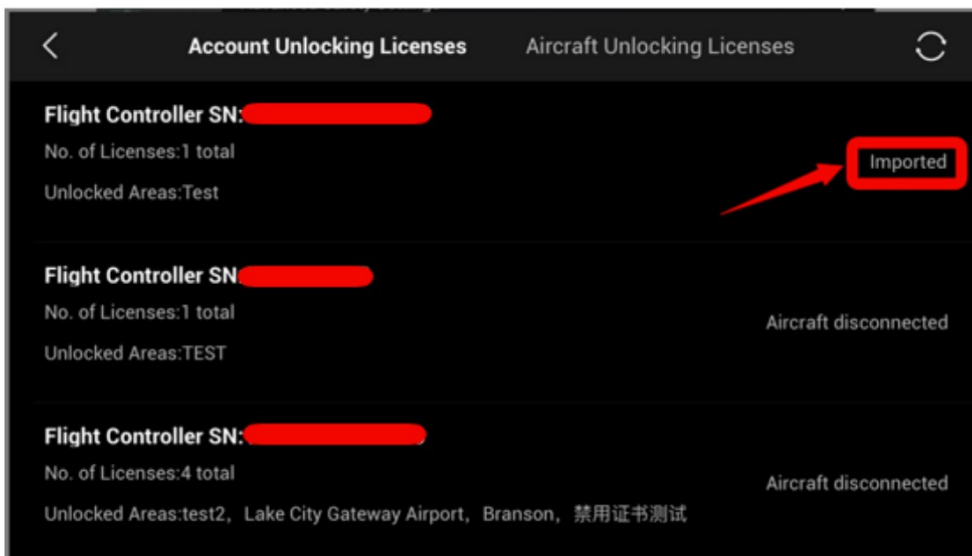 Account Unlocking Licenses Aircraft Unlocking Licenses
Flight Controller SN:
No. of Licenses:1 total
Imported
Unlocked Areas:Test
Flight Controller SN:
No. of Licenses:1 total
Aircraft disconnected
Unlocked Areas:TEST
Flight Controller SN:
No. of Licenses:4 total
Aircraft disconnected
Unlocked Areas:test2，Lake City Gateway Airport，Branson，禁用证书测试